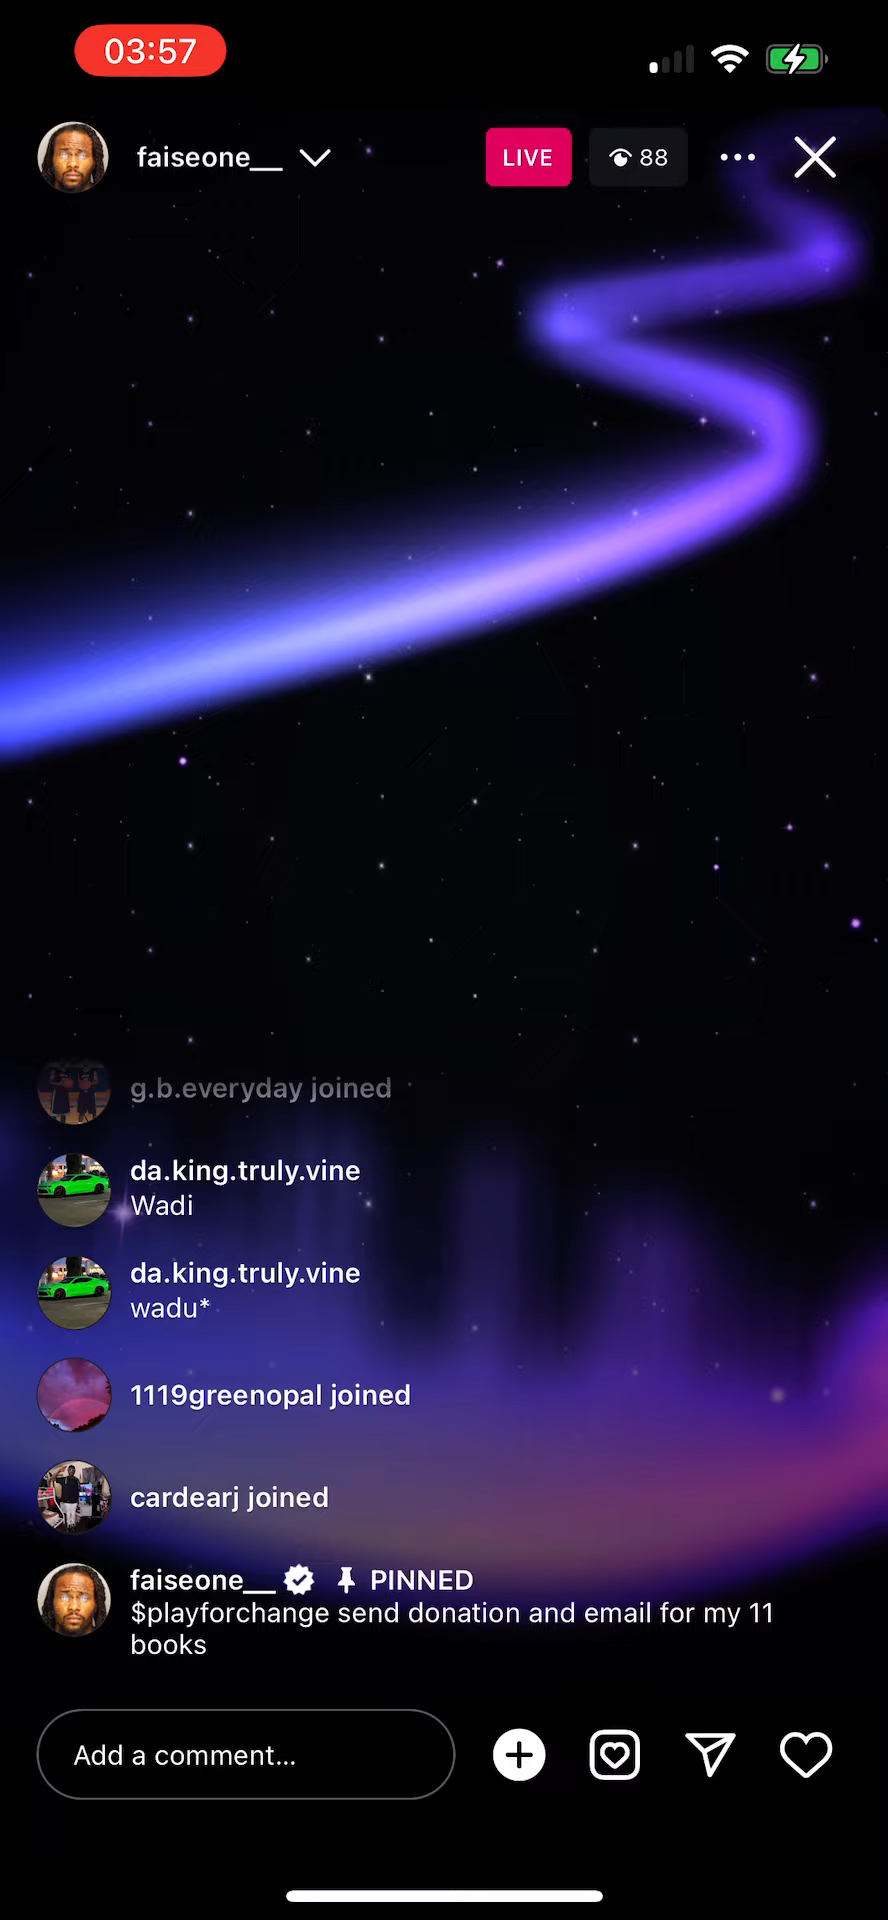 03:57
faiseone__
LIVE
88
g.b.everyday joined
da.king.truly.vine
Wadi
da.king.truly.vine
wadu*
1119greenopal joined
cardearj joined
faiseone__ PINNED
$playforchange send donation and email for my 11
books
Add a comment...